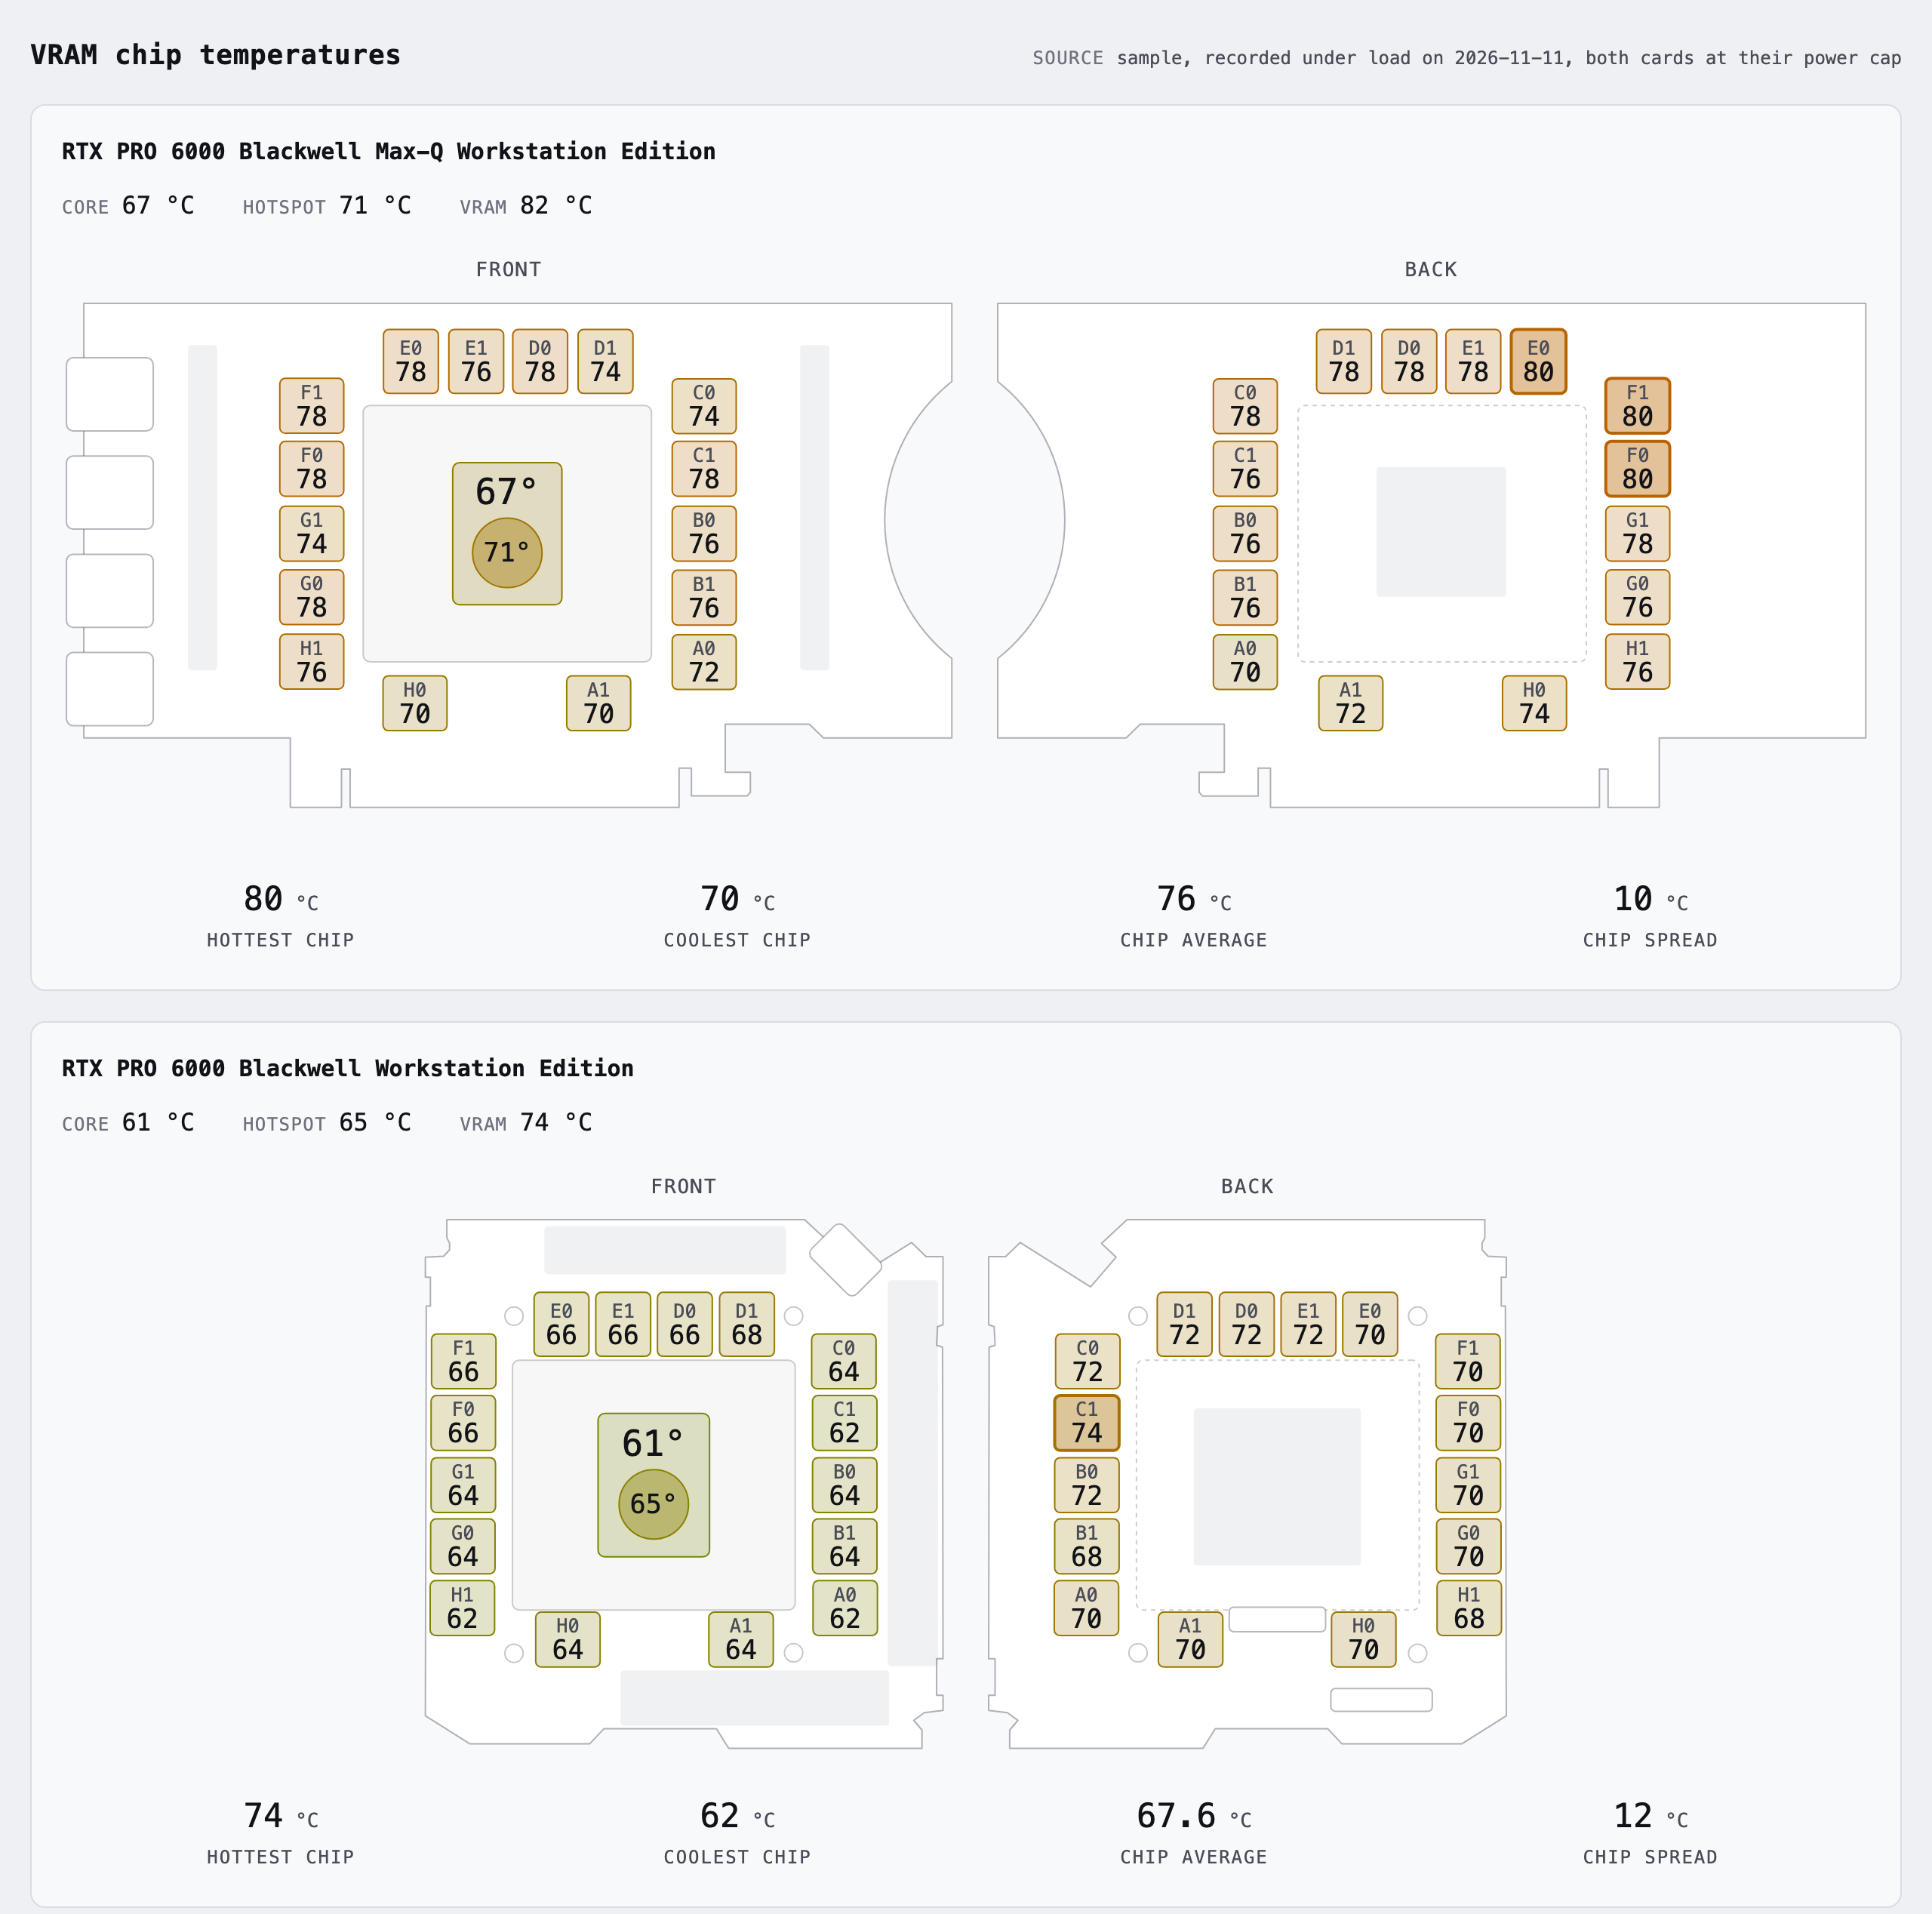 VRAM chip temperatures
SOURCE sample, recorded under load on 2026-11-11, both cards at their power cap
RTX PRO 6000 Blackwell Max-Q Workstation Edition
CORE 67 °C HOTSPOT 71 °C VRAM 82 °C
FRONT
E0 E1 D0 D1
78 76 78 74
F1 C0
78 74
F0 C1
78 78
67°
G1 B0
74 76
71°
G0 B1
78 76
H1 A0
76 72
H0 A1
70 70
BACK
D1 D0 E1 E0
78 78 78 80
C0 F1
78 80
C1 F0
76 80
B0 G1
76 78
B1 G0
76 76
A0 H1
70 76
A1 H0
72 74
80 °C 70 °C 76 °C 10 °C
HOTTEST CHIP COOLEST CHIP CHIP AVERAGE CHIP SPREAD
RTX PRO 6000 Blackwell Workstation Edition
CORE 61 °C HOTSPOT 65 °C VRAM 74 °C
FRONT
E0 E1 D0 D1
66 66 66 68
F1 C0
66 64
F0 C1
66 62
61°
G1 B0
64 64
65°
G0 B1
64 64
H1 A0
62 62
H0 A1
64 64
BACK
D1 D0 E1 E0
72 72 72 70
C0 F1
72 70
C1 F0
74 70
B0 G1
72 70
B1 G0
68 70
A0 H1
70 68
A1 H0
70 70
74 °C 62 °C 67.6 °C 12 °C
HOTTEST CHIP COOLEST CHIP CHIP AVERAGE CHIP SPREAD